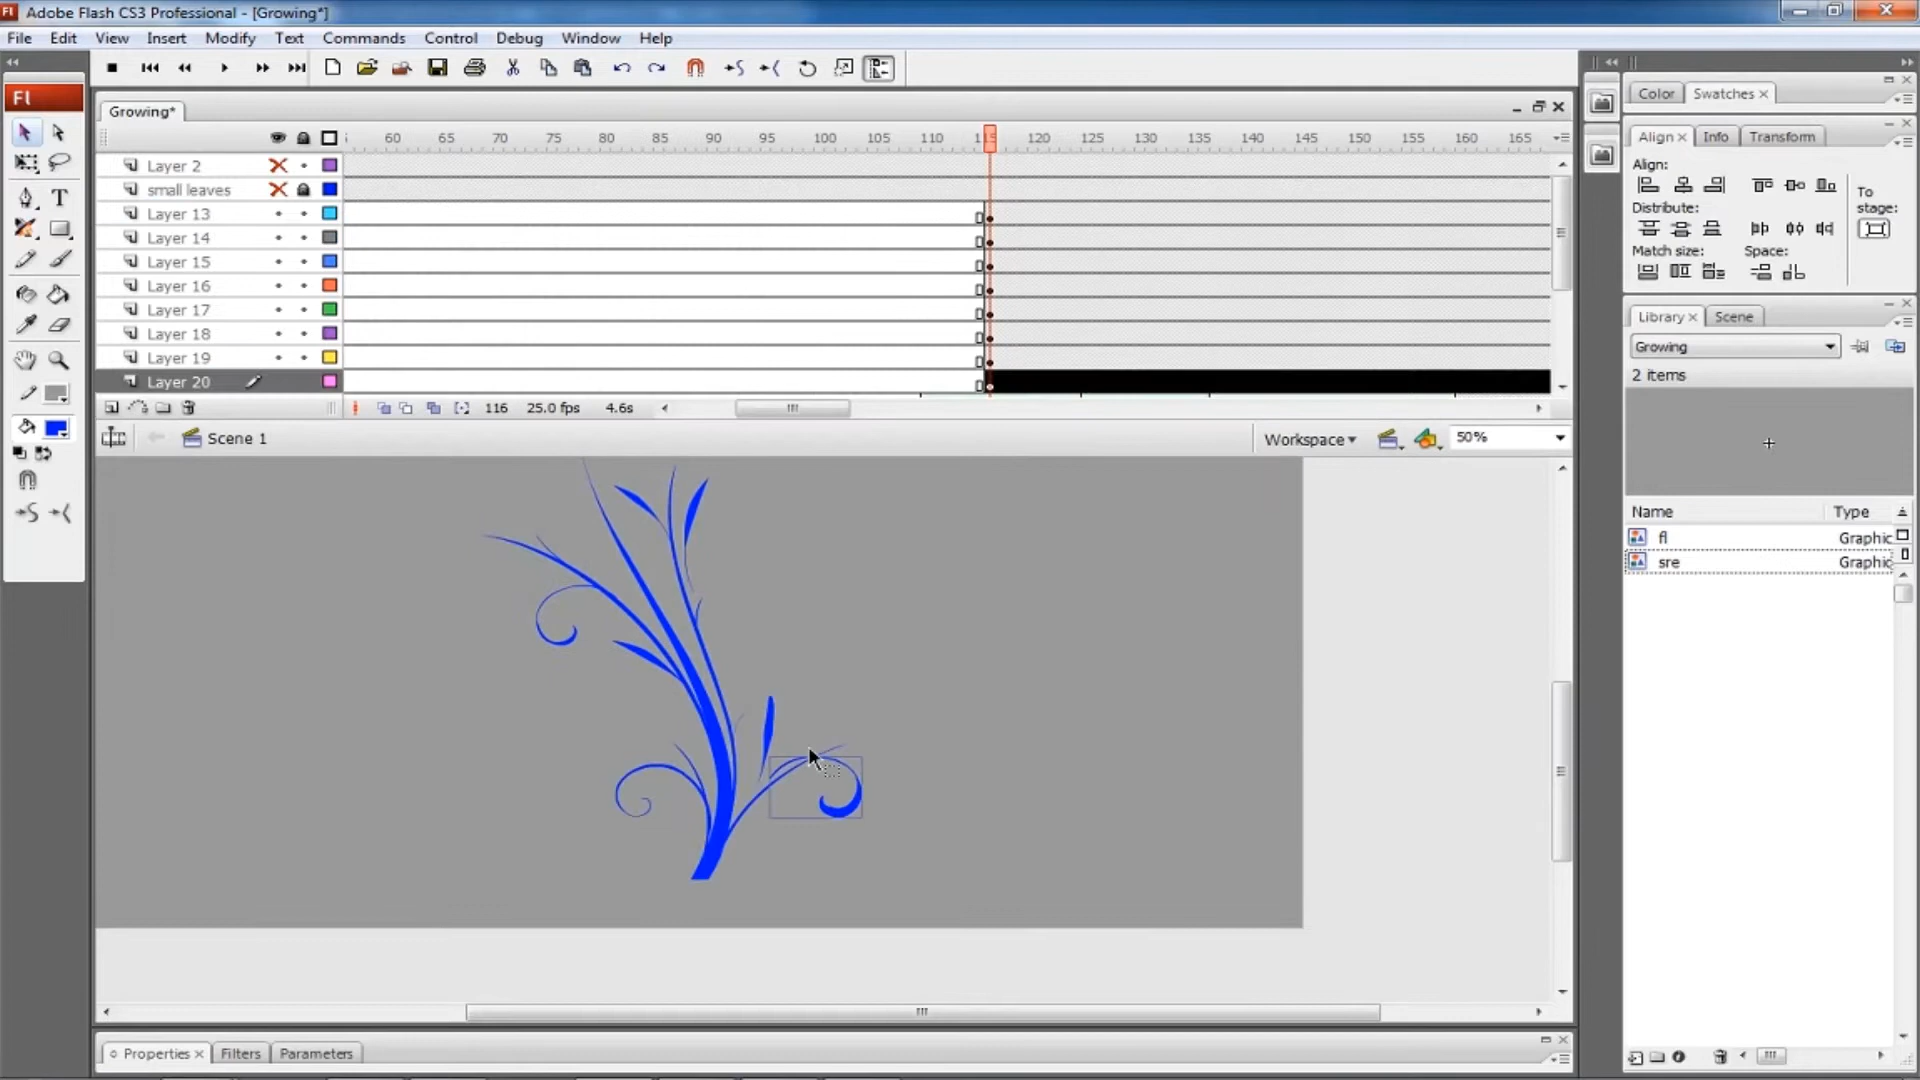 Fl Adobe Flash CS3 Professional - [Growing*]
File Edit View Insert Modify Text Commands Control Debug Window Help
Fl
Growing*
60 65 70 75 80 85 90 95 100 105 110 115 120 125 130 135 140 145 150 155 160 165
Layer 2
small leaves
Layer 13
Layer 14
Layer 15
Layer 16
Layer 17
Layer 18
Layer 19
Layer 20
116 25.0 fps 4.6s
Scene 1
Workspace 50%
Properties Filters Parameters
Color Swatches
Align Info Transform
Align:
To
stage:
Distribute:
Match size: Space:
Library Scene
Growing
2 items
Name Type
fl Graphic
sre Graphic